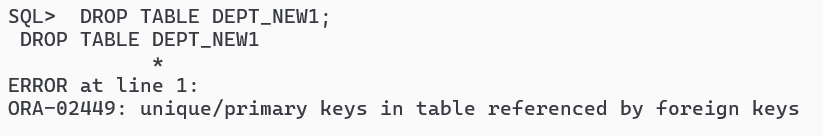 SQL>  DROP TABLE DEPT_NEW1;
 DROP TABLE DEPT_NEW1
            *
ERROR at line 1:
ORA-02449: unique/primary keys in table referenced by foreign keys